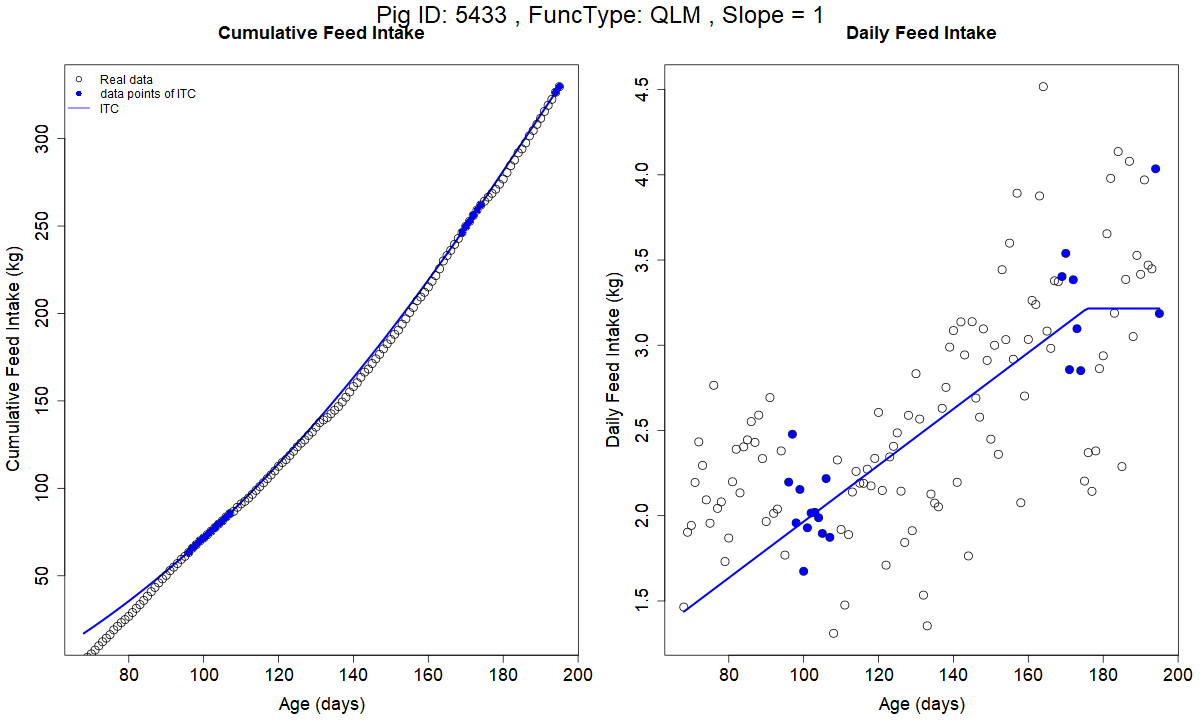 Pig ID: 5433 , FuncType: QLM , Slope = 1
Cumulative Feed Intake
Real data
data points of ITC
ITC
Cumulative Feed Intake (kg)
50
100
150
200
250
300
80
100
120
140
160
180
200
Age (days)
Daily Feed Intake
Daily Feed Intake (kg)
1.5
2.0
2.5
3.0
3.5
4.0
4.5
80
100
120
140
160
180
200
Age (days)